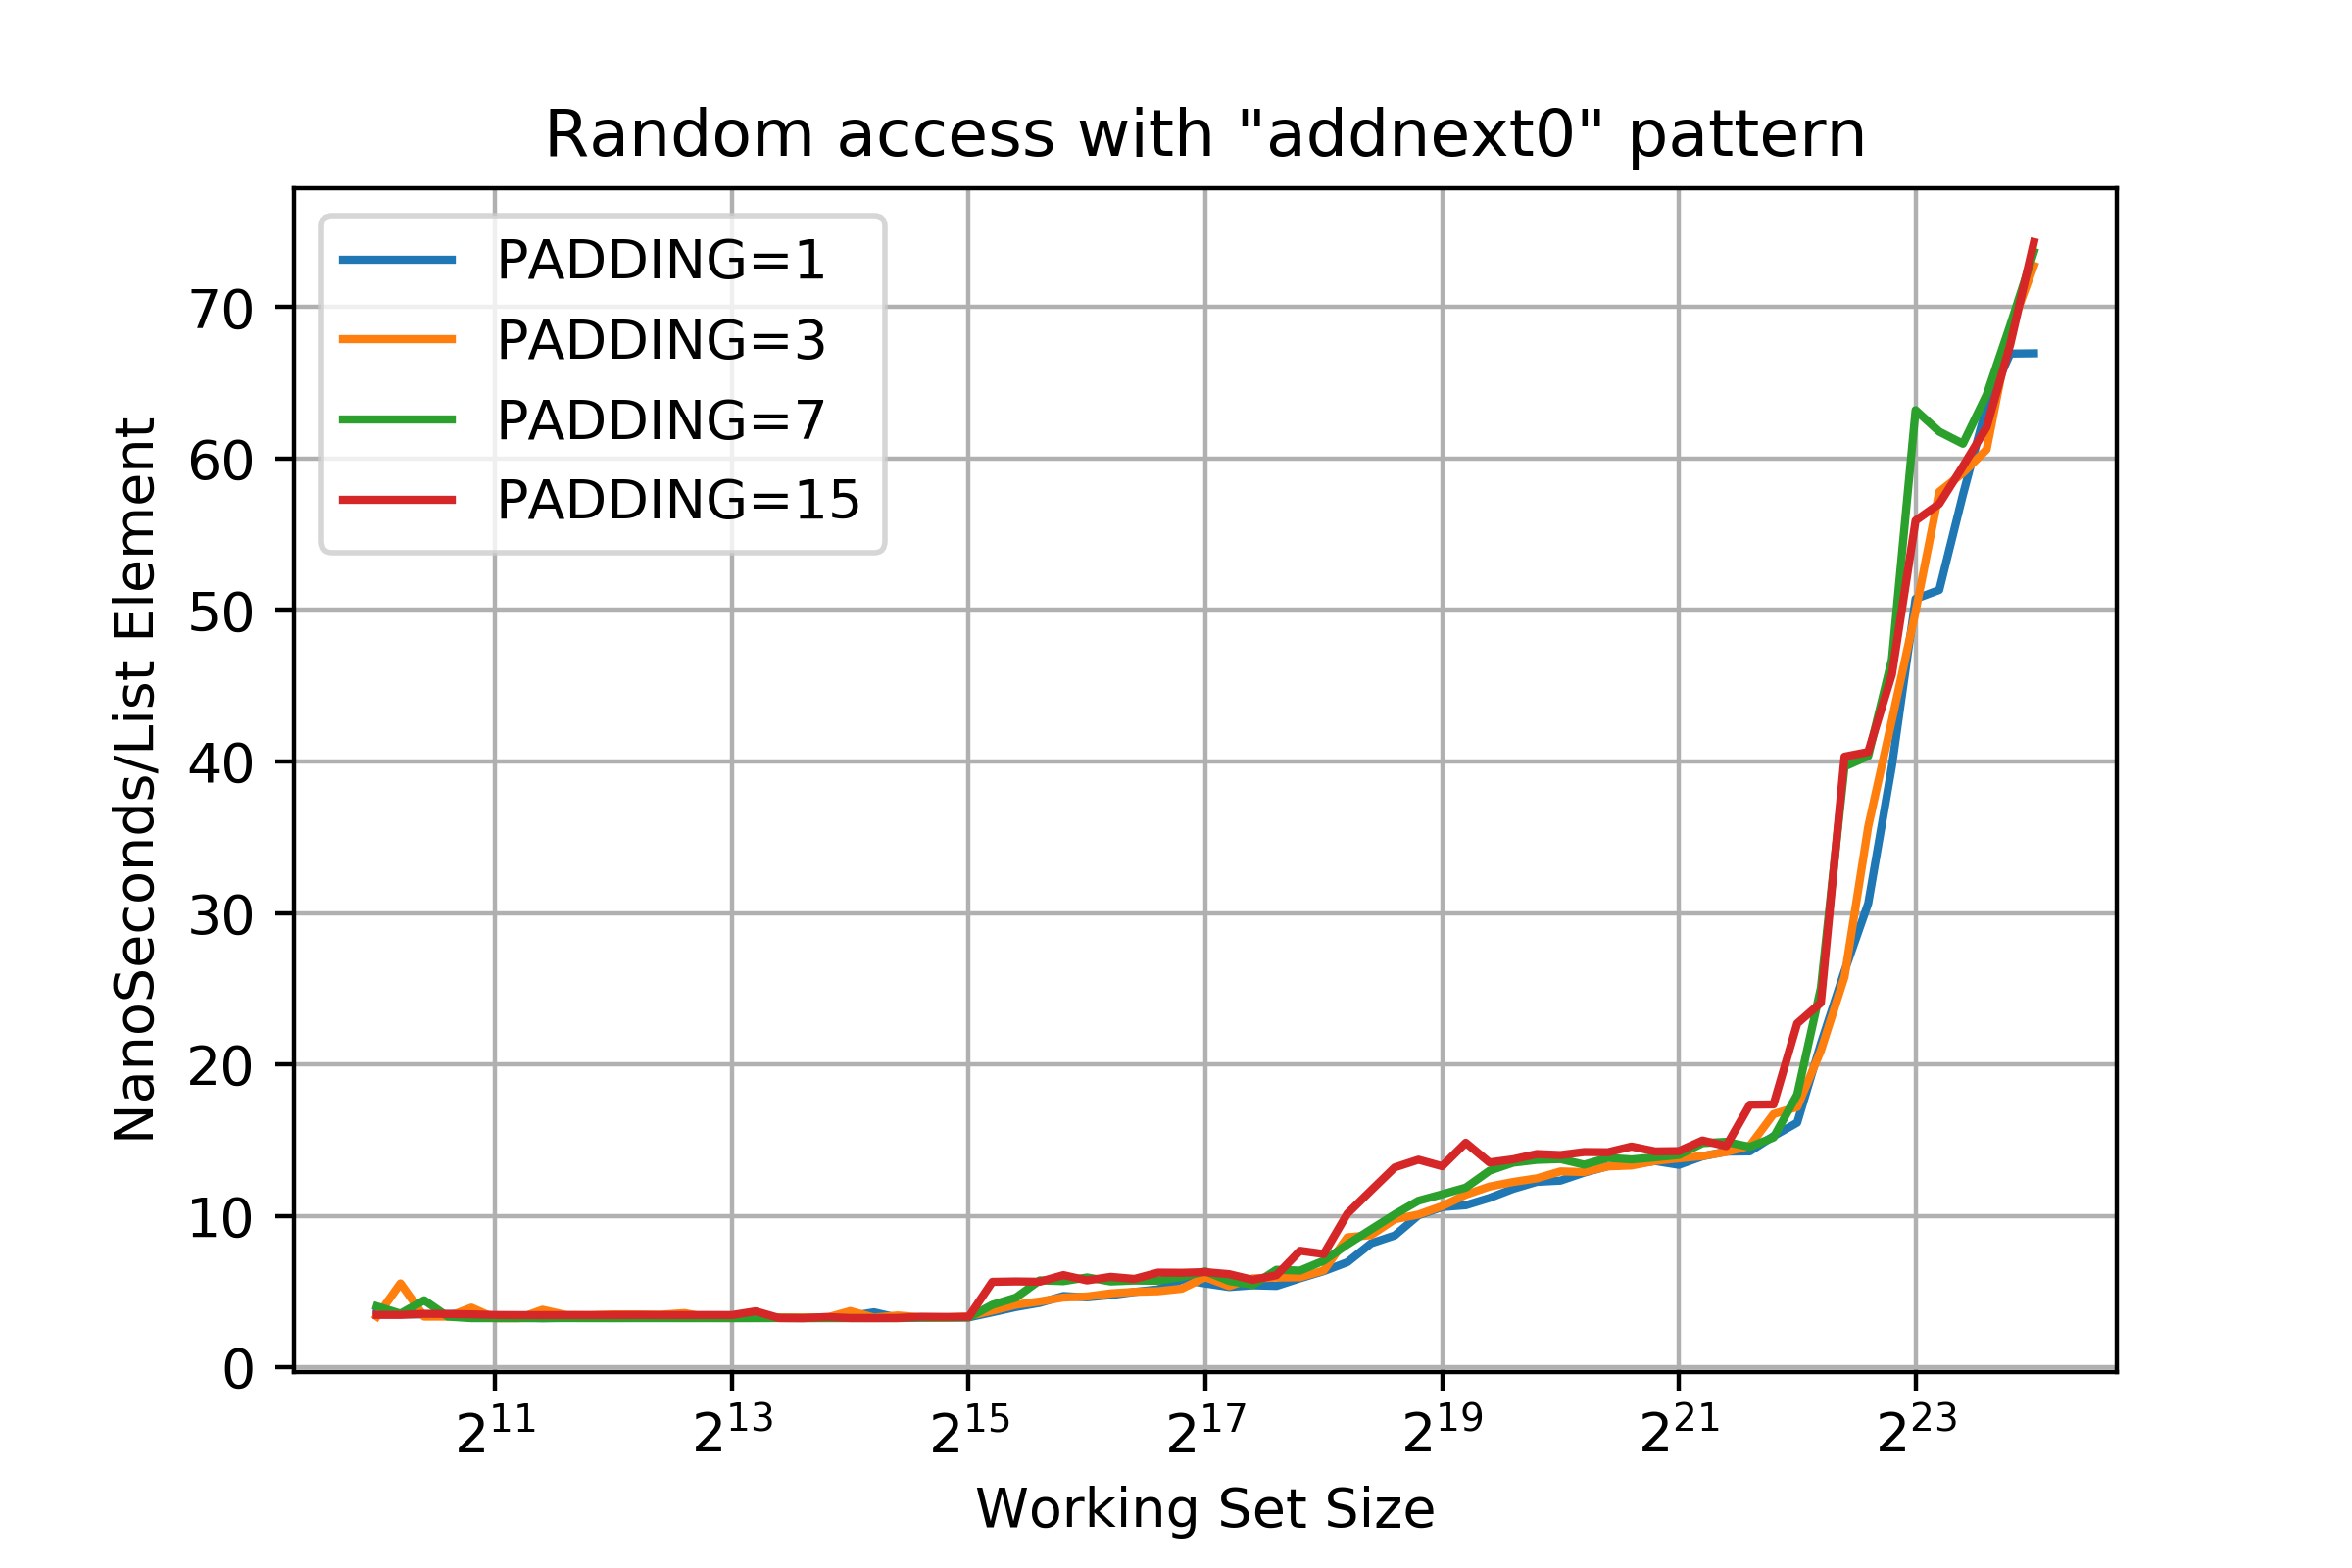 Random access with "addnext0" pattern
PADDING=1
PADDING=3
PADDING=7
PADDING=15
NanoSeconds/List Element
70
60
50
40
30
20
10
0
2¹¹ 2¹³ 2¹⁵ 2¹⁷ 2¹⁹ 2²¹ 2²³
Working Set Size